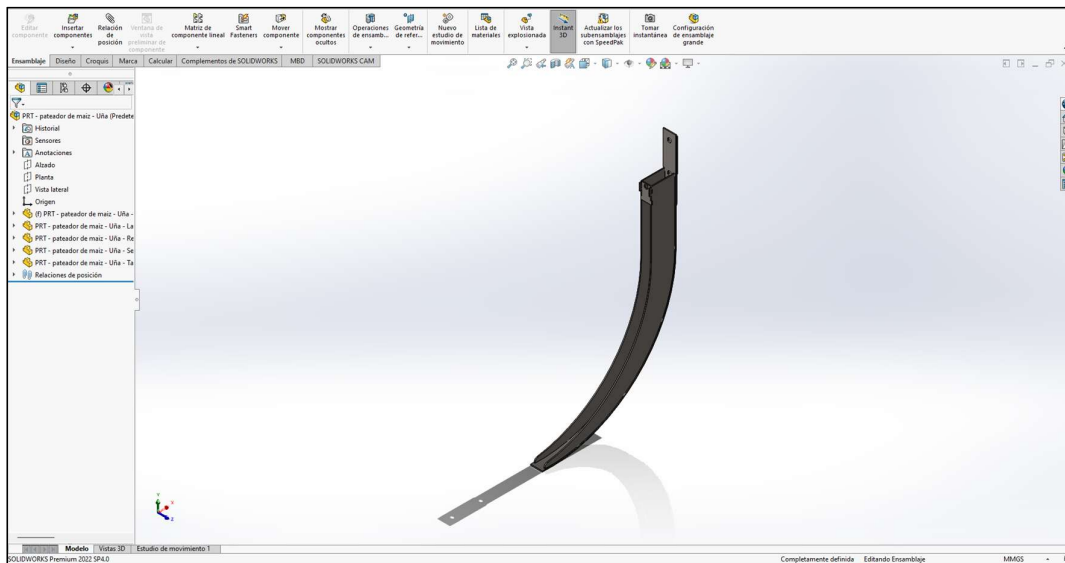 Editar componente
Insertar componentes
Relación de posición
Ventana de vista preliminar de componente
Matriz de componente lineal
Smart Fasteners
Mover componente
Mostrar componentes ocultos
Operaciones de ensamb...
Geometría de refer...
Nuevo estudio de movimiento
Lista de materiales
Vista explosionada
Instant 3D
Actualizar los subensamblajes con SpeedPak
Tomar instantánea
Configuración de ensamblaje grande
Ensamblaje Diseño Croquis Marca Calcular Complementos de SOLIDWORKS MBD SOLIDWORKS CAM
PRT - pateador de maiz - Uña (Predete
Historial
Sensores
Anotaciones
Alzado
Planta
Vista lateral
Origen
(f) PRT - pateador de maiz - Uña -
PRT - pateador de maiz - Uña - La
PRT - pateador de maiz - Uña - Re
PRT - pateador de maiz - Uña - Se
PRT - pateador de maiz - Uña - Ta
Relaciones de posición
Modelo Vistas 3D Estudio de movimiento 1
SOLIDWORKS Premium 2022 SP4.0 Completamente definida Editando Ensamblaje MMGS